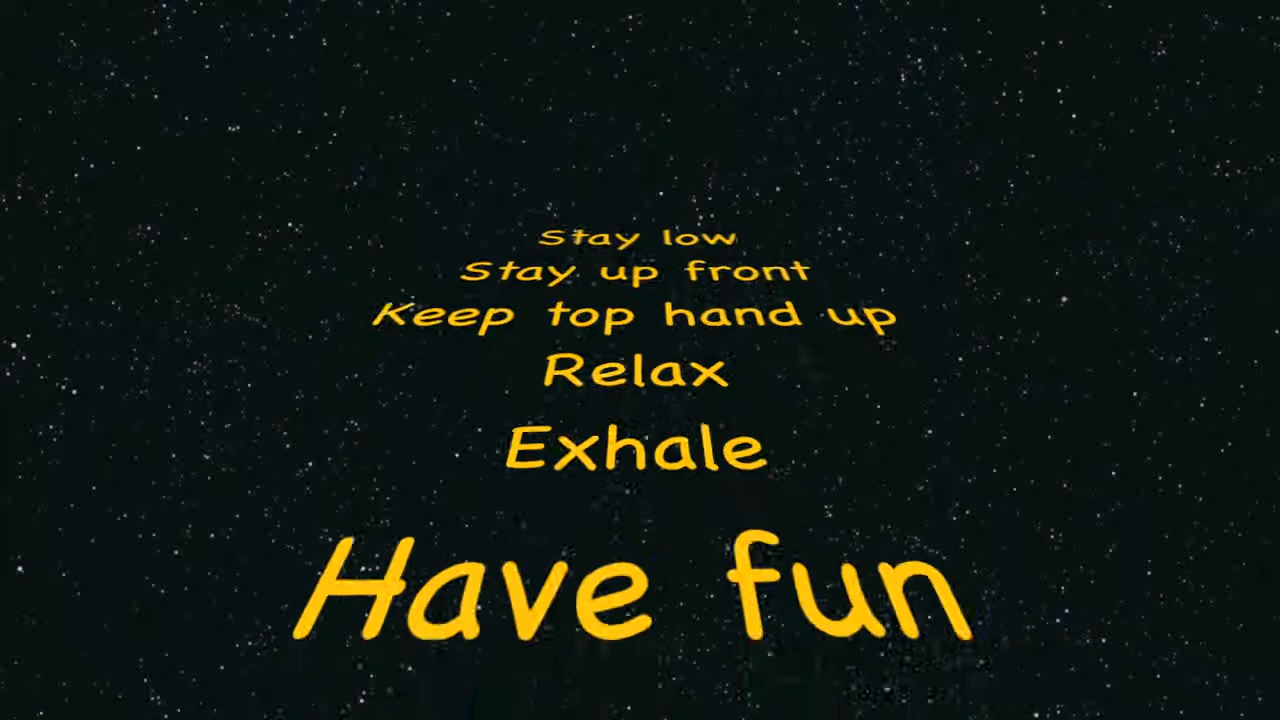 Stay low
Stay up front
Keep top hand up
Relax
Exhale
Have fun